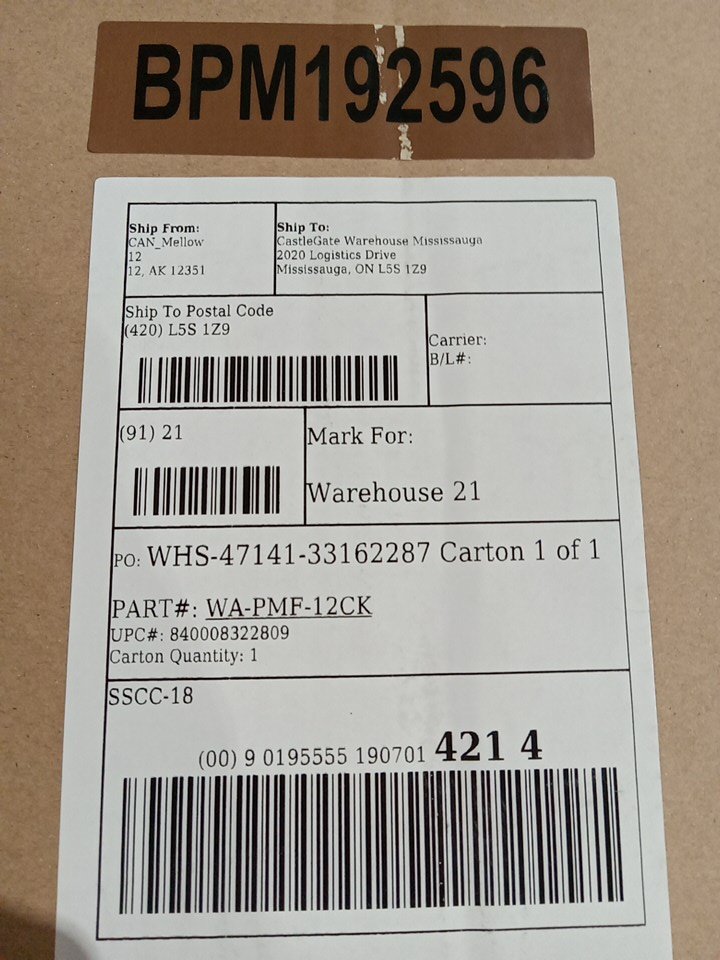 BPM192596
Ship From:
CAN_Mellow
12
12, AK 12351
Ship To:
CastleGate Warehouse Mississauga
2020 Logistics Drive
Mississauga, ON L5S 1Z9
Ship To Postal Code
(420) L5S 1Z9
Carrier:
B/L#:
(91) 21
Mark For:
Warehouse 21
PO: WHS-47141-33162287 Carton 1 of 1
PART#: WA-PMF-12CK
UPC#: 840008322809
Carton Quantity: 1
SSCC-18
(00) 9 0195555 190701 421 4